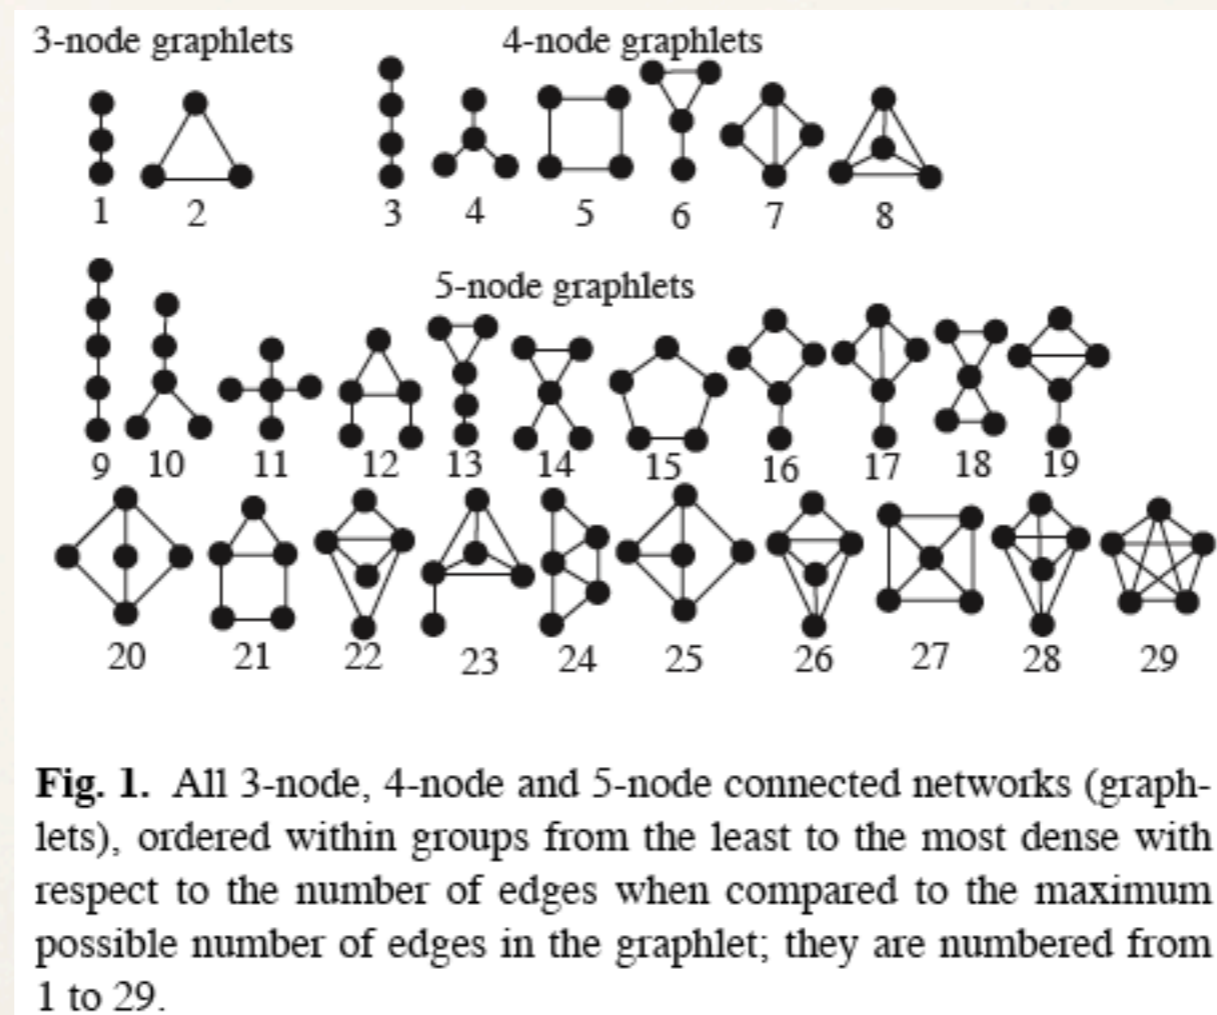 3-node graphlets 4-node graphlets
1 2 3 4 5 6 7 8
5-node graphlets
9 10 11 12 13 14 15 16 17 18 19
20 21 22 23 24 25 26 27 28 29
Fig. 1. All 3-node, 4-node and 5-node connected networks (graph-
lets), ordered within groups from the least to the most dense with
respect to the number of edges when compared to the maximum
possible number of edges in the graphlet; they are numbered from
1 to 29.